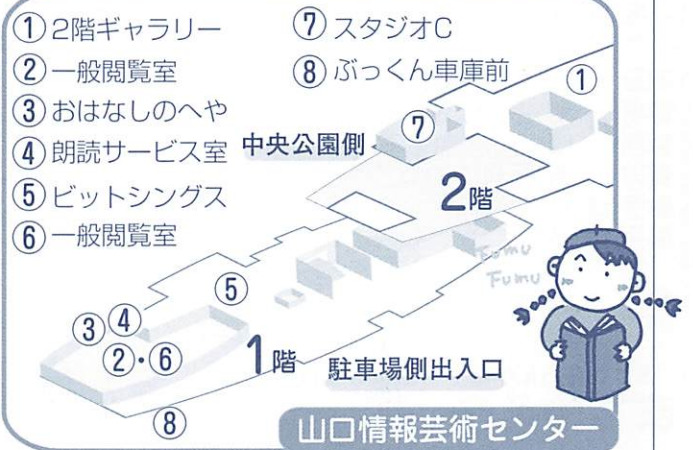 ①2階ギャラリー
②一般閲覧室
③おはなしのへや
④朗読サービス室
⑤ビットシングス
⑥一般閲覧室
⑦スタジオC
⑧ぶっくん車庫前
①
⑦
中央公園側
2階
Fumu
Fumu
⑤
③ ④
②・⑥
1階
駐車場側出入口
⑧
山口情報芸術センター